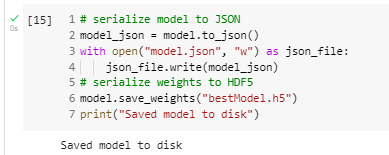 [15] 1 # serialize model to JSON
0s 2 model_json = model.to_json()
3 with open("model.json", "w") as json_file:
4 json_file.write(model_json)
5 # serialize weights to HDF5
6 model.save_weights("bestModel.h5")
7 print("Saved model to disk")
Saved model to disk